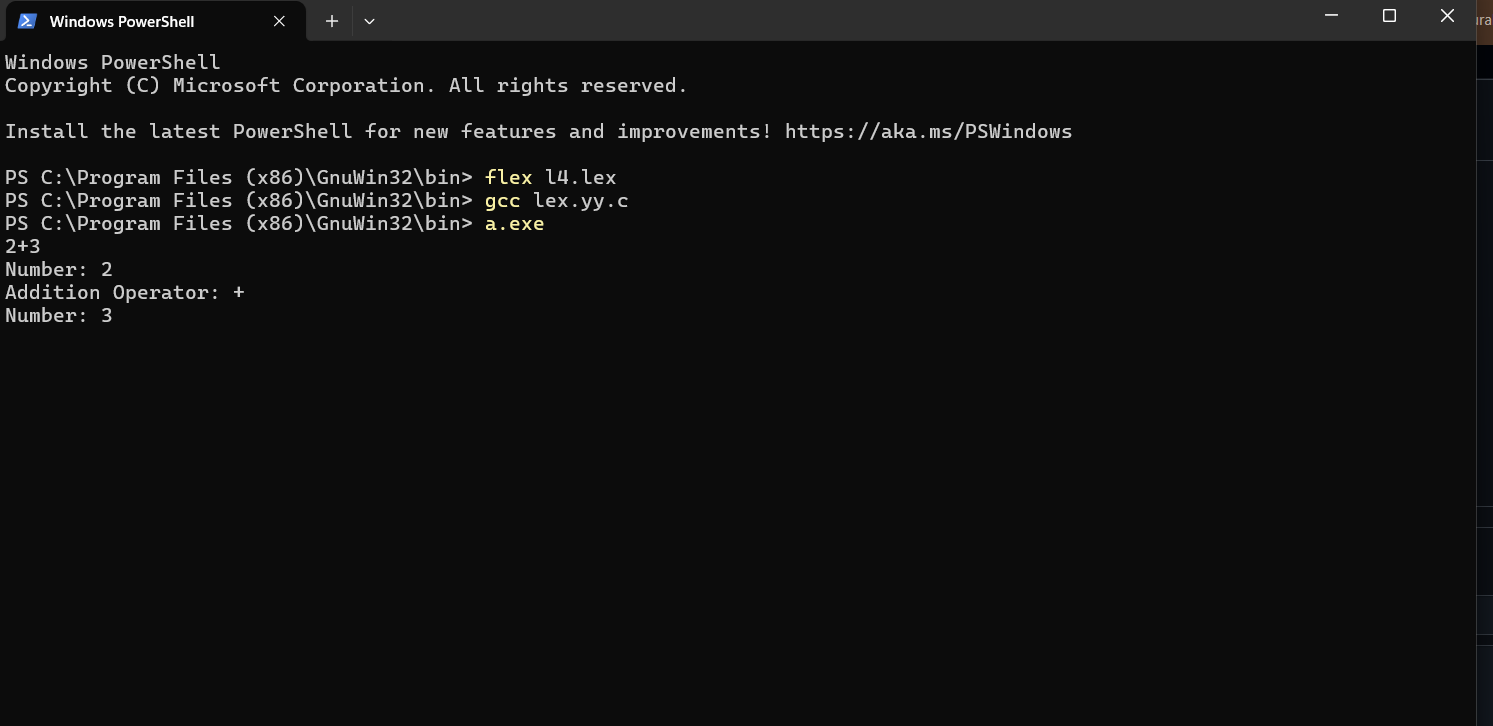 Windows PowerShell
Windows PowerShell
Copyright (C) Microsoft Corporation. All rights reserved.
Install the latest PowerShell for new features and improvements! https://aka.ms/PSWindows
PS C:\Program Files (x86)\GnuWin32\bin> flex l4.lex
PS C:\Program Files (x86)\GnuWin32\bin> gcc lex.yy.c
PS C:\Program Files (x86)\GnuWin32\bin> a.exe
2+3
Number: 2
Addition Operator: +
Number: 3